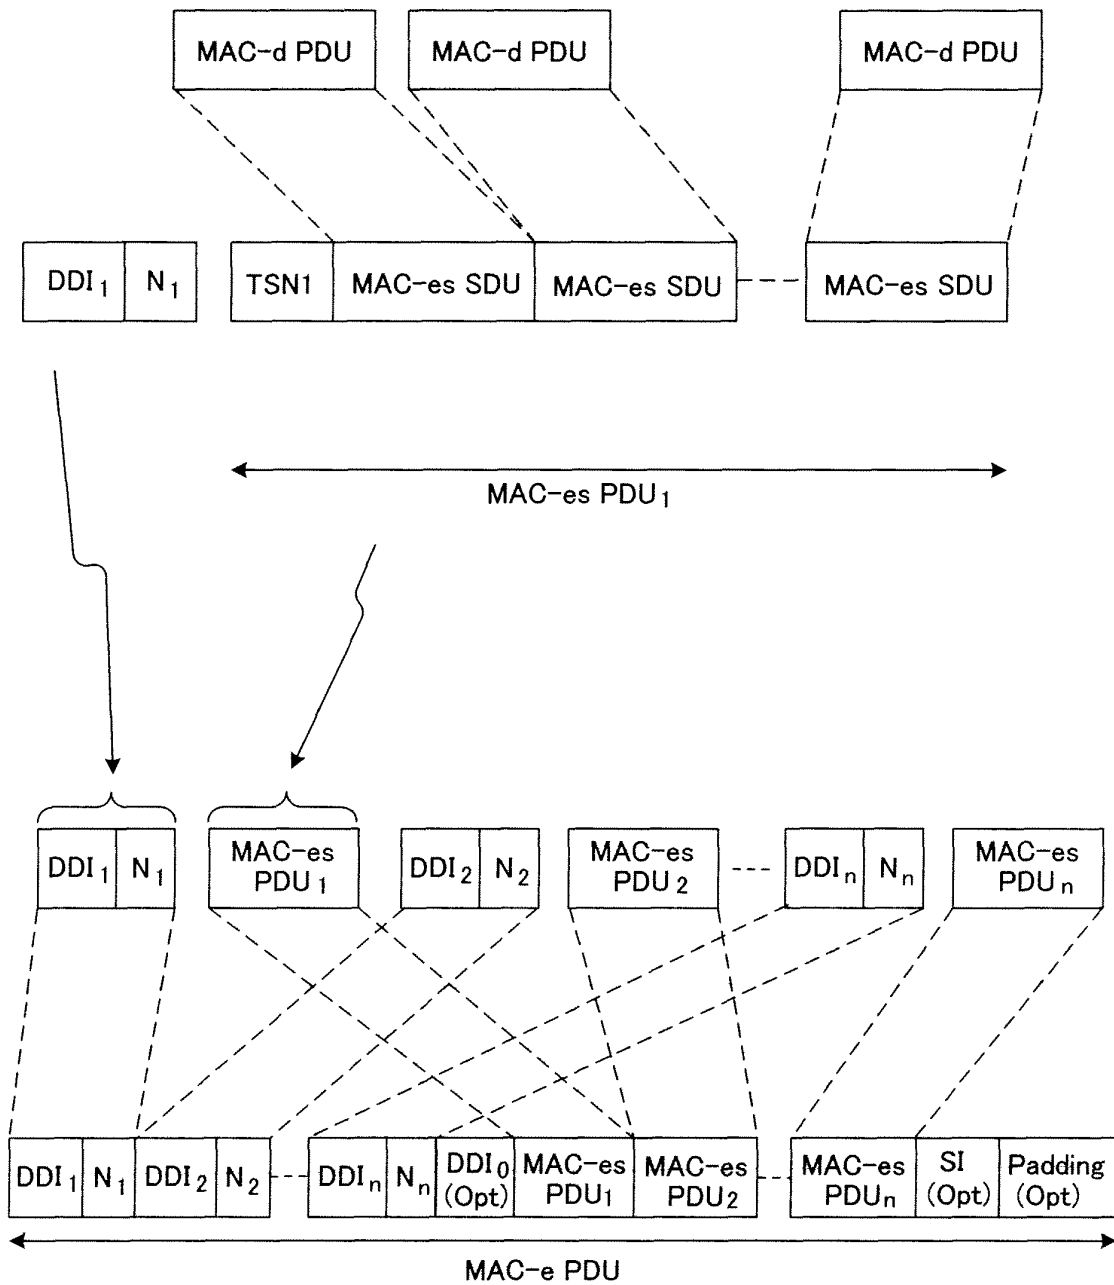 MAC-d PDU MAC-d PDU MAC-d PDU
DDI1 N1 TSN1 MAC-es SDU MAC-es SDU MAC-es SDU
MAC-es PDU1
DDI1 N1 MAC-es PDU1 DDI2 N2 MAC-es PDU2 DDIn Nn MAC-es PDUn
DDI1 N1 DDI2 N2 DDIn Nn DDI0 (Opt) MAC-es PDU1 MAC-es PDU2 MAC-es PDUn SI (Opt) Padding (Opt)
MAC-e PDU